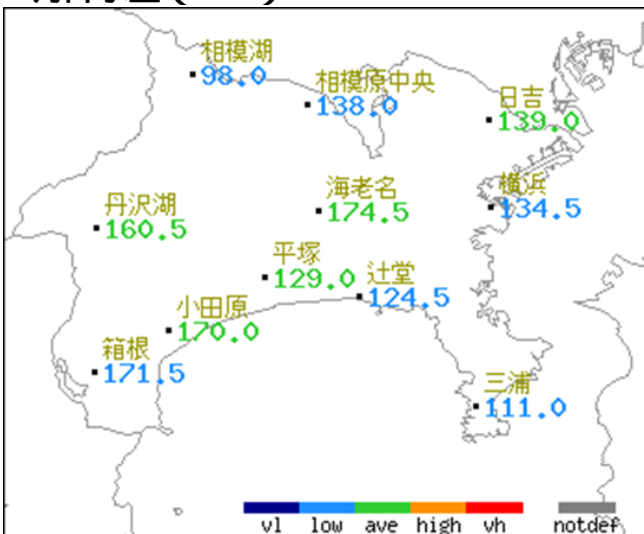 相模湖
98.0
相模原中央
138.0
日吉
139.0
丹沢湖
160.5
海老名
174.5
横浜
134.5
平塚
129.0
辻堂
124.5
小田原
170.0
箱根
171.5
三浦
111.0
vl low ave high vh notdef